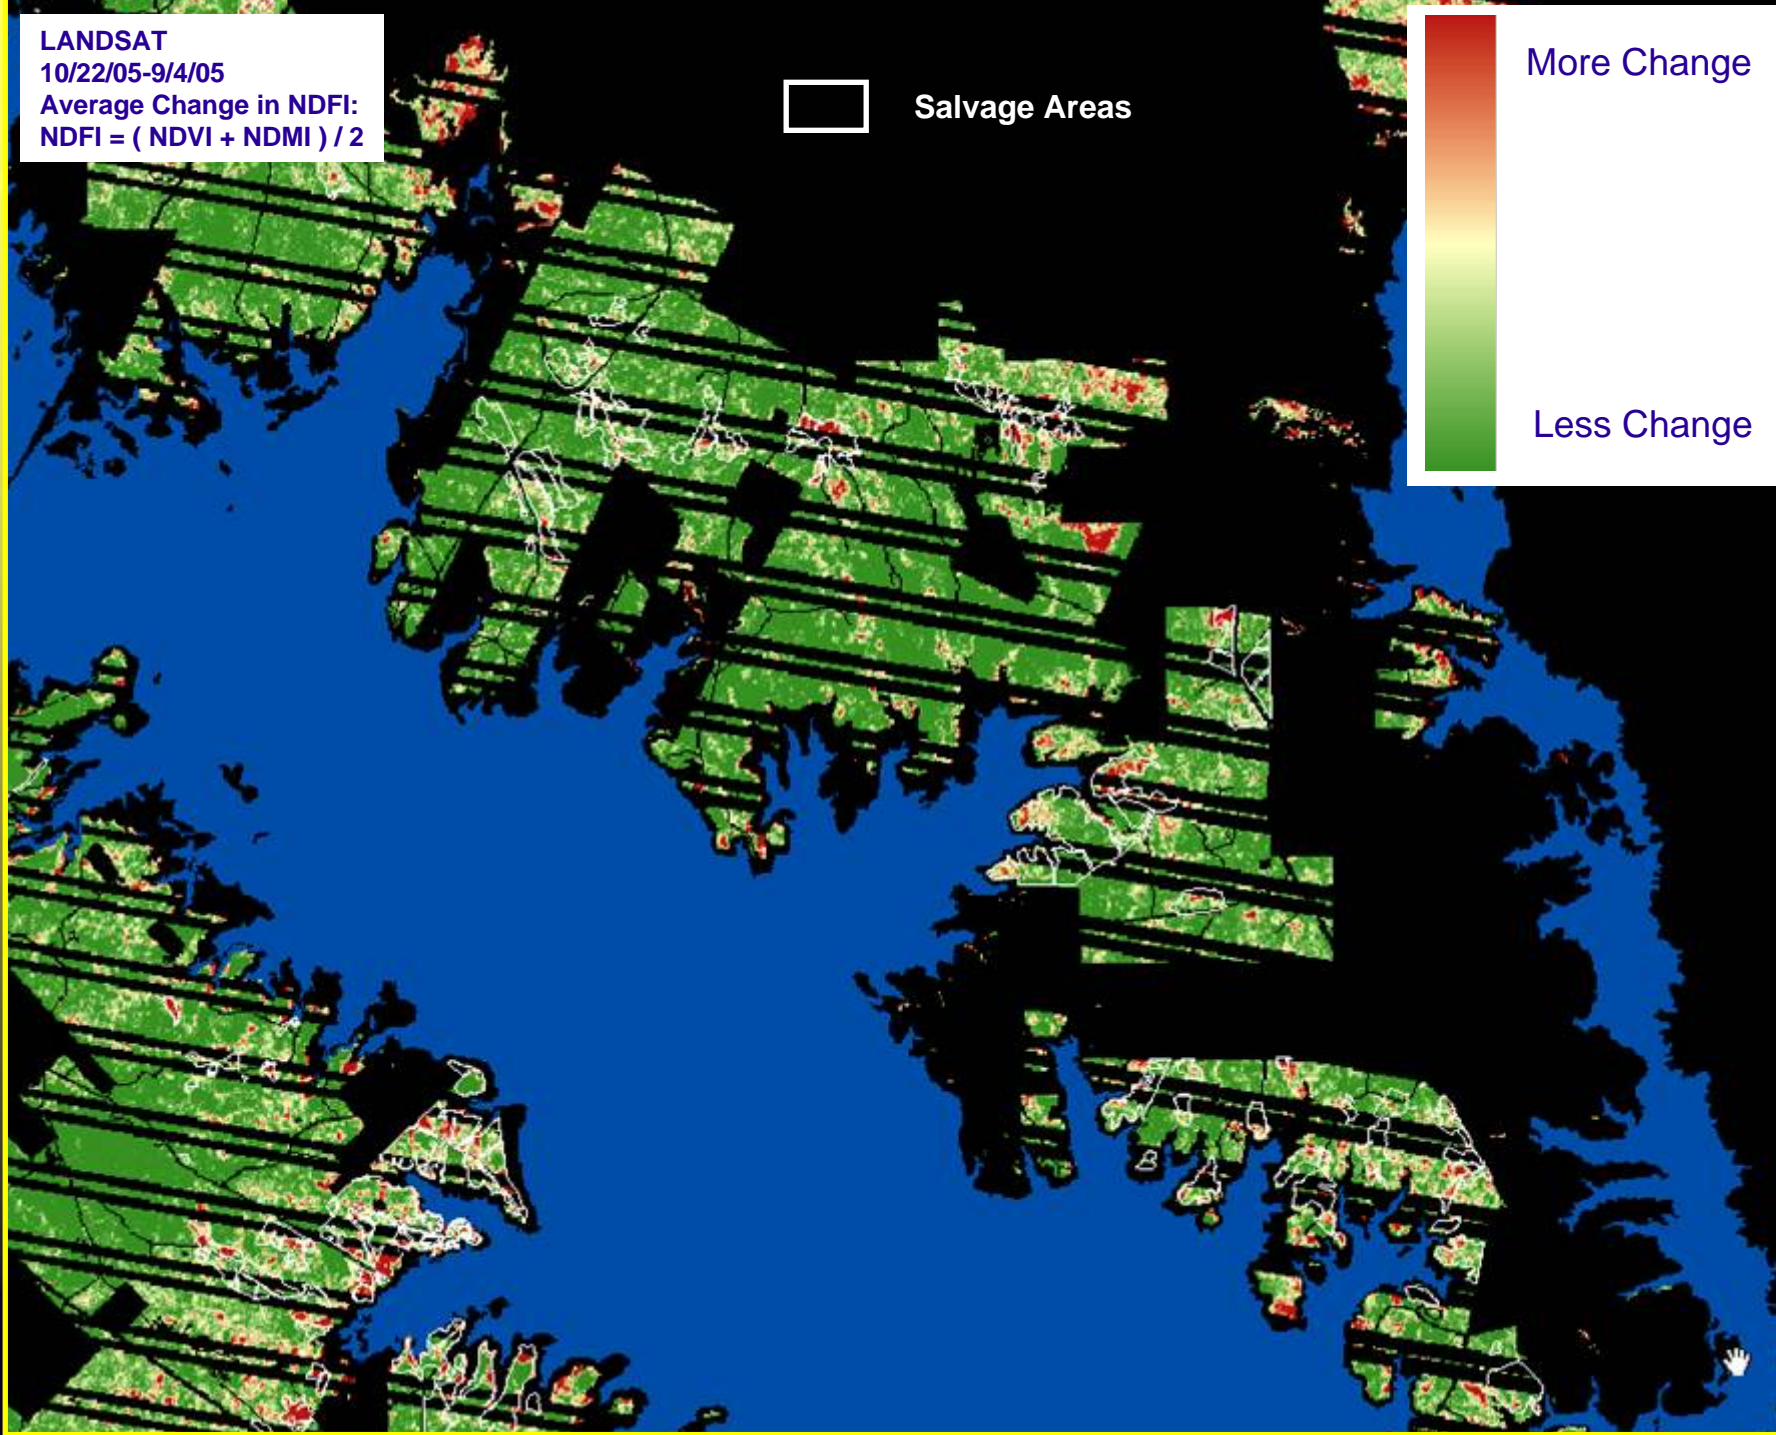 LANDSAT
10/22/05-9/4/05
Average Change in NDFI:
NDFI = ( NDVI + NDMI ) / 2
Salvage Areas
More Change
Less Change